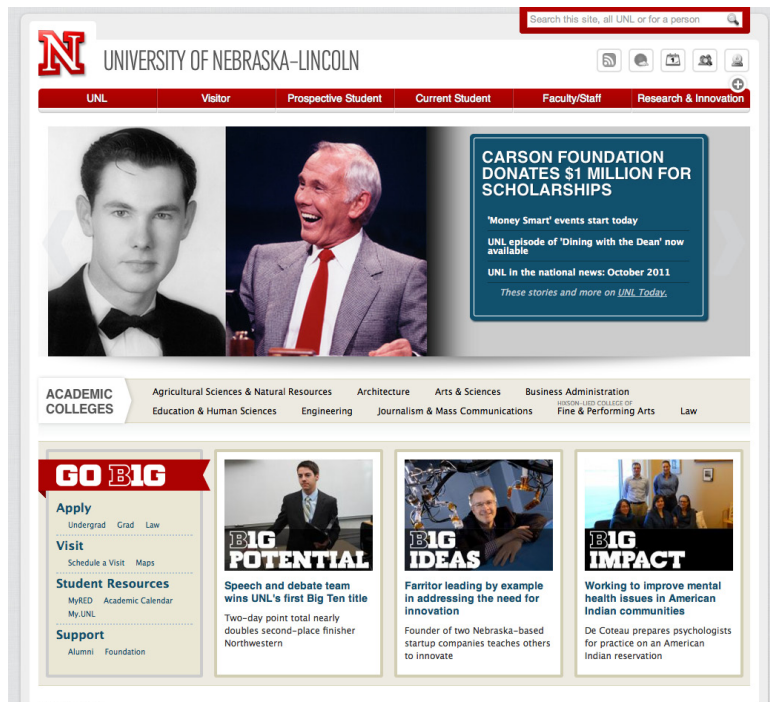 Search this site, all UNL or for a person
N
UNIVERSITY OF NEBRASKA–LINCOLN
1
UNL Visitor Prospective Student Current Student Faculty/Staff Research & Innovation
CARSON FOUNDATION
DONATES $1 MILLION FOR
SCHOLARSHIPS
'Money Smart' events start today
UNL episode of 'Dining with the Dean' now
available
UNL in the national news: October 2011
These stories and more on UNL Today.
ACADEMIC
COLLEGES
Agricultural Sciences & Natural Resources Architecture Arts & Sciences Business Administration
HIXSON-LIED COLLEGE OF
Education & Human Sciences Engineering Journalism & Mass Communications Fine & Performing Arts Law
GO BIG
Apply
Undergrad Grad Law
Visit
Schedule a Visit Maps
Student Resources
MyRED Academic Calendar
My.UNL
Support
Alumni Foundation
BIG
POTENTIAL
Speech and debate team
wins UNL's first Big Ten title
Two-day point total nearly
doubles second-place finisher
Northwestern
BIG
IDEAS
Farritor leading by example
in addressing the need for
innovation
Founder of two Nebraska-based
startup companies teaches others
to innovate
BIG
IMPACT
Working to improve mental
health issues in American
Indian communities
De Coteau prepares psychologists
for practice on an American
Indian reservation